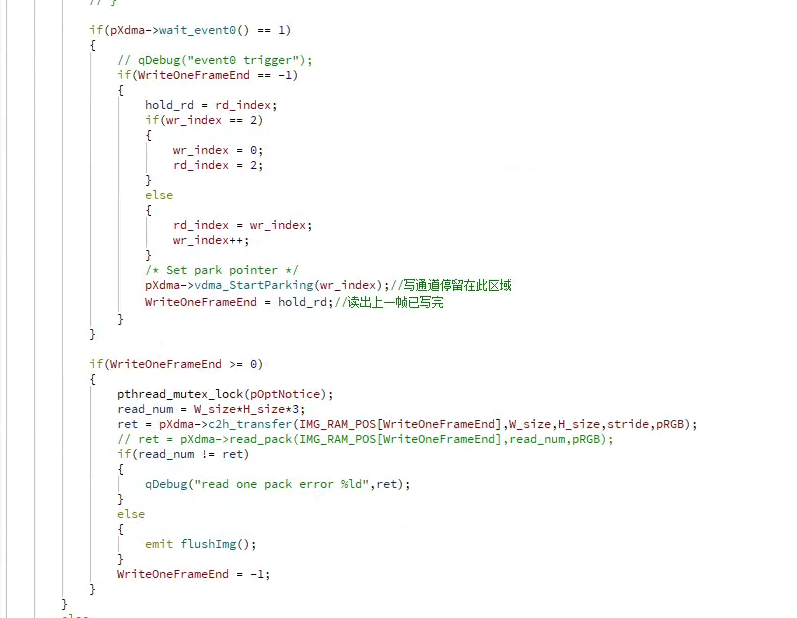 // }
if(pXdma->wait_event0() == 1)
{
// qDebug("event0 trigger");
if(WriteOneFrameEnd == -1)
{
hold_rd = rd_index;
if(wr_index == 2)
{
wr_index = 0;
rd_index = 2;
}
else
{
rd_index = wr_index;
wr_index++;
}
/* Set park pointer */
pXdma->vdma_StartParking(wr_index);//写通道停留在此区域
WriteOneFrameEnd = hold_rd;//读出上一帧已写完
}
}
if(WriteOneFrameEnd >= 0)
{
pthread_mutex_lock(pOptNotice);
read_num = W_size*H_size*3;
ret = pXdma->c2h_transfer(IMG_RAM_POS[WriteOneFrameEnd],W_size,H_size,stride,pRGB);
// ret = pXdma->read_pack(IMG_RAM_POS[WriteOneFrameEnd],read_num,pRGB);
if(read_num != ret)
{
qDebug("read one pack error %ld",ret);
}
else
{
emit flushImg();
}
WriteOneFrameEnd = -1;
}
}
else